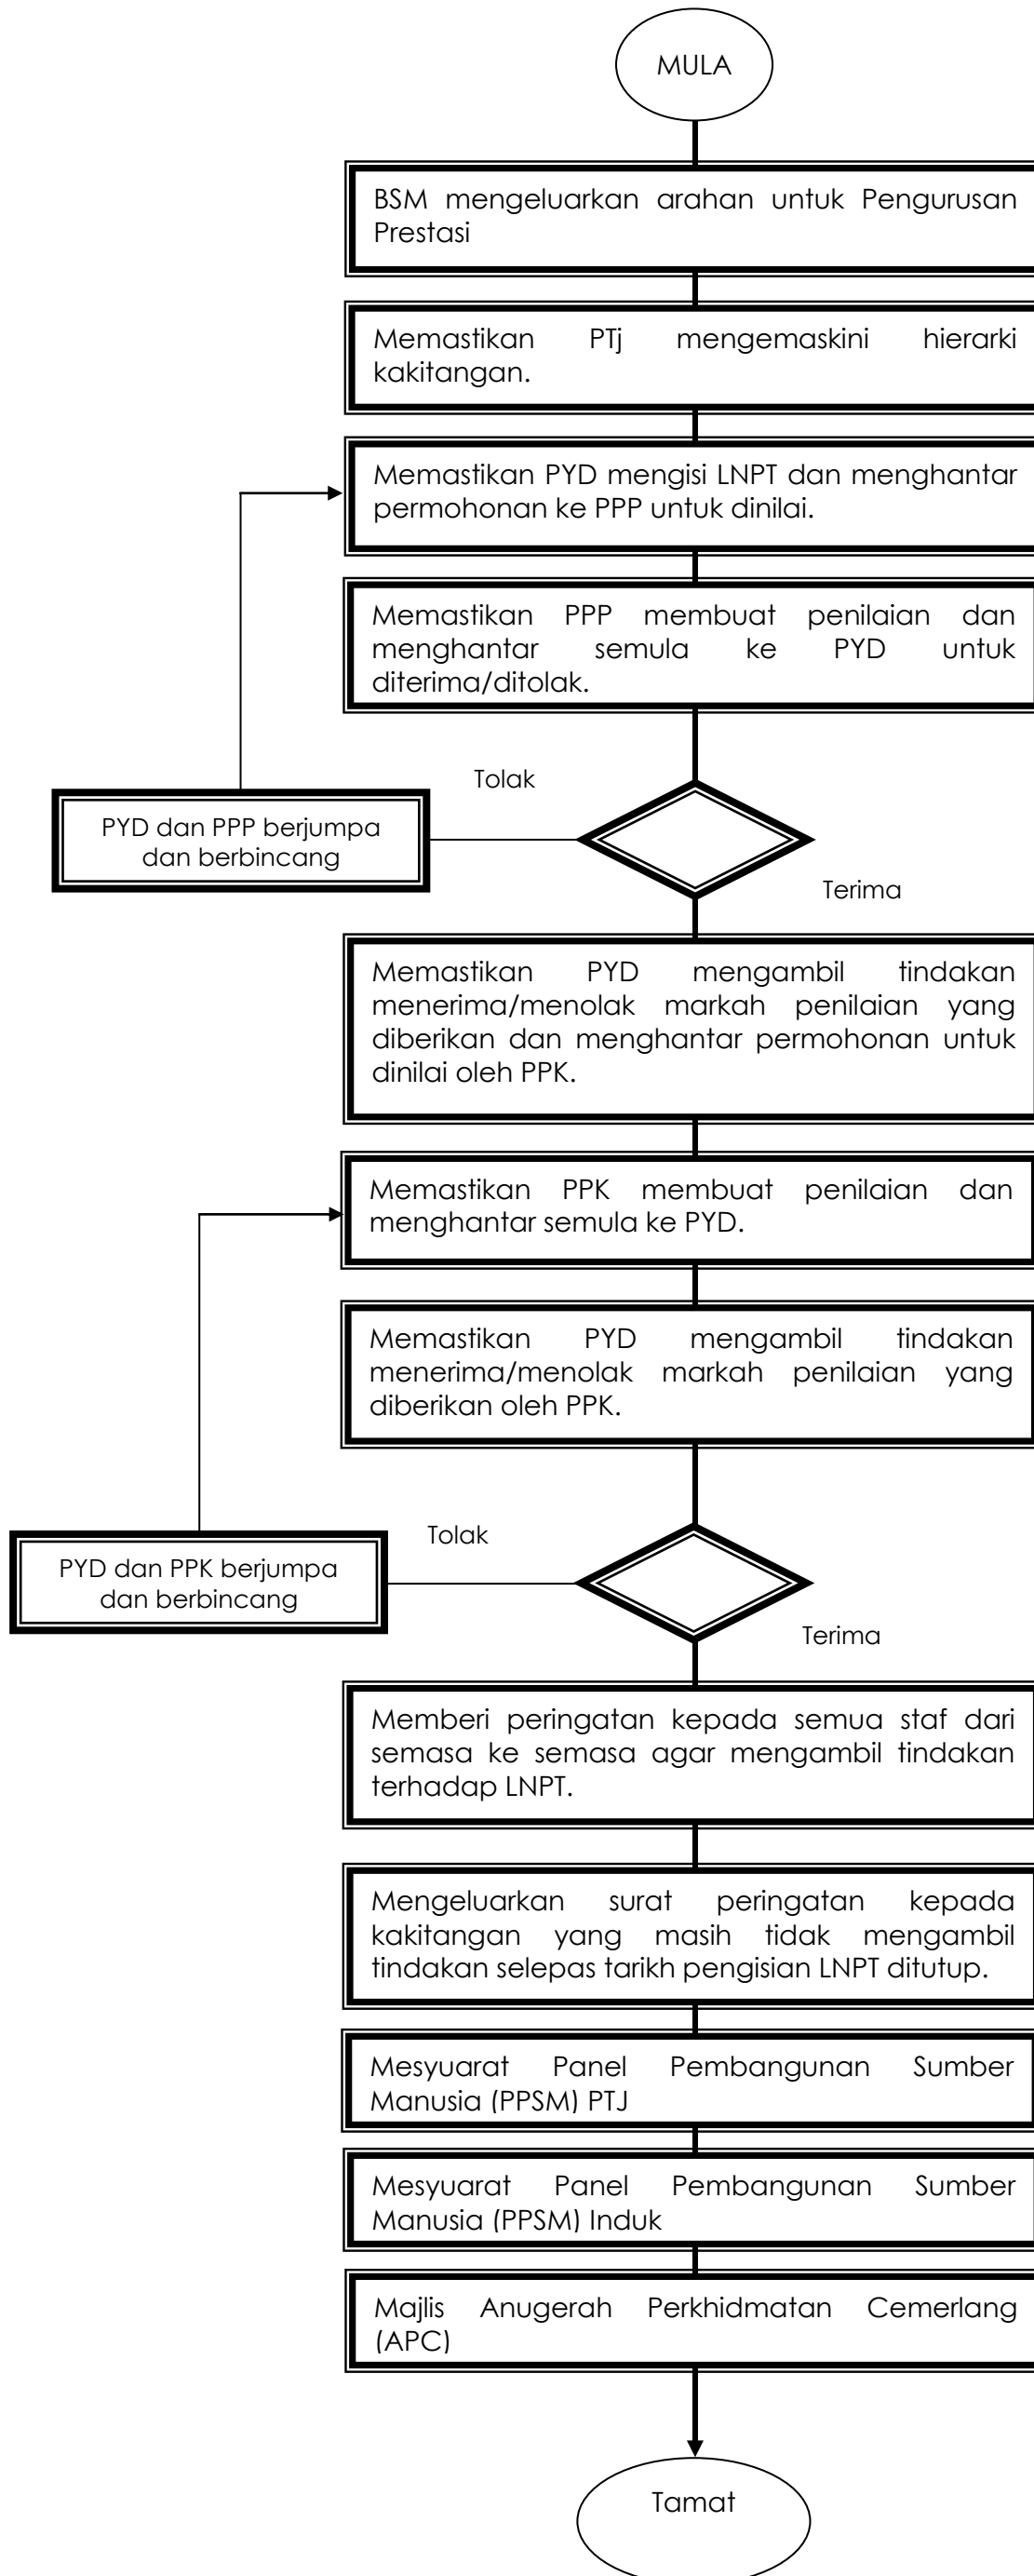 MULA
BSM mengeluarkan arahan untuk Pengurusan
Prestasi
Memastikan PTj mengemaskini hierarki
kakitangan.
Memastikan PYD mengisi LNPT dan menghantar
permohonan ke PPP untuk dinilai.
Memastikan PPP membuat penilaian dan
menghantar semula ke PYD untuk
diterima/ditolak.
Tolak
PYD dan PPP berjumpa
dan berbincang
Terima
Memastikan PYD mengambil tindakan
menerima/menolak markah penilaian yang
diberikan dan menghantar permohonan untuk
dinilai oleh PPK.
Memastikan PPK membuat penilaian dan
menghantar semula ke PYD.
Memastikan PYD mengambil tindakan
menerima/menolak markah penilaian yang
diberikan oleh PPK.
Tolak
PYD dan PPK berjumpa
dan berbincang
Terima
Memberi peringatan kepada semua staf dari
semasa ke semasa agar mengambil tindakan
terhadap LNPT.
Mengeluarkan surat peringatan kepada
kakitangan yang masih tidak mengambil
tindakan selepas tarikh pengisian LNPT ditutup.
Mesyuarat Panel Pembangunan Sumber
Manusia (PPSM) PTJ
Mesyuarat Panel Pembangunan Sumber
Manusia (PPSM) Induk
Majlis Anugerah Perkhidmatan Cemerlang
(APC)
Tamat